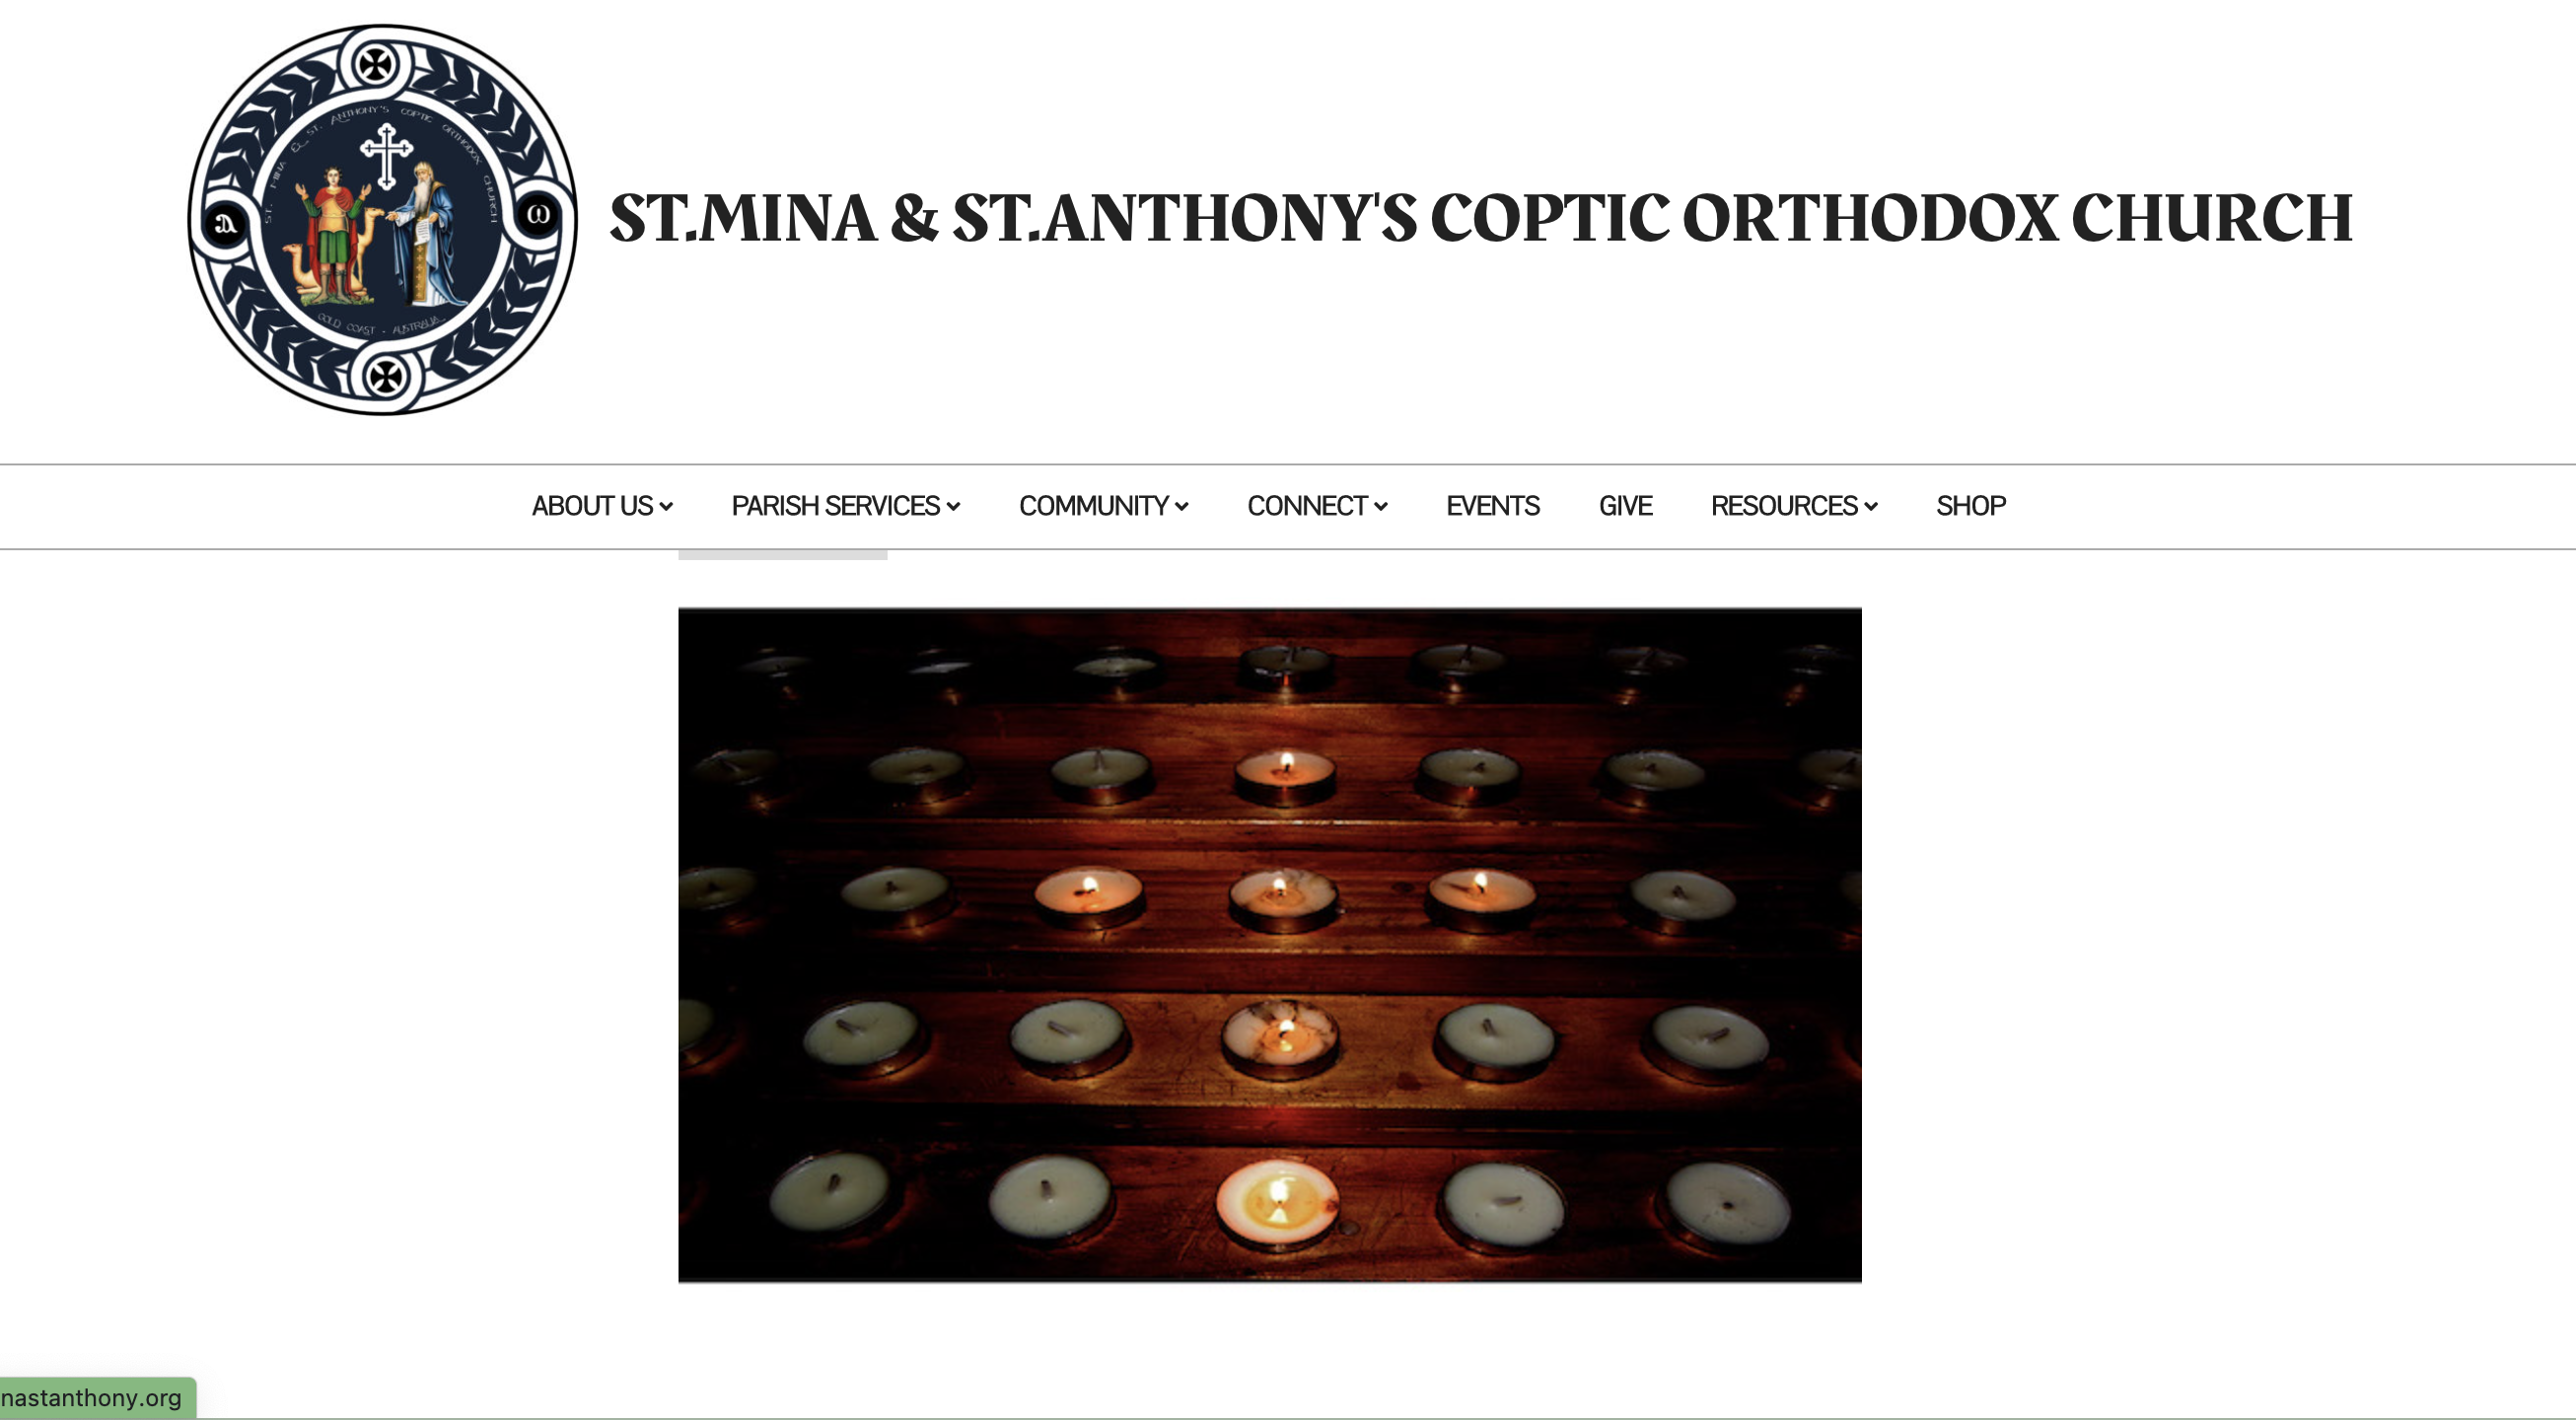 ST. MINA & ST. ANTHONY'S COPTIC ORTHODOX CHURCH
ⲁ
ω
GOLD COAST - AUSTRALIA
ST.MINA & ST.ANTHONY'S COPTIC ORTHODOX CHURCH
ABOUT US PARISH SERVICES COMMUNITY CONNECT EVENTS GIVE RESOURCES SHOP
nastanthony.org